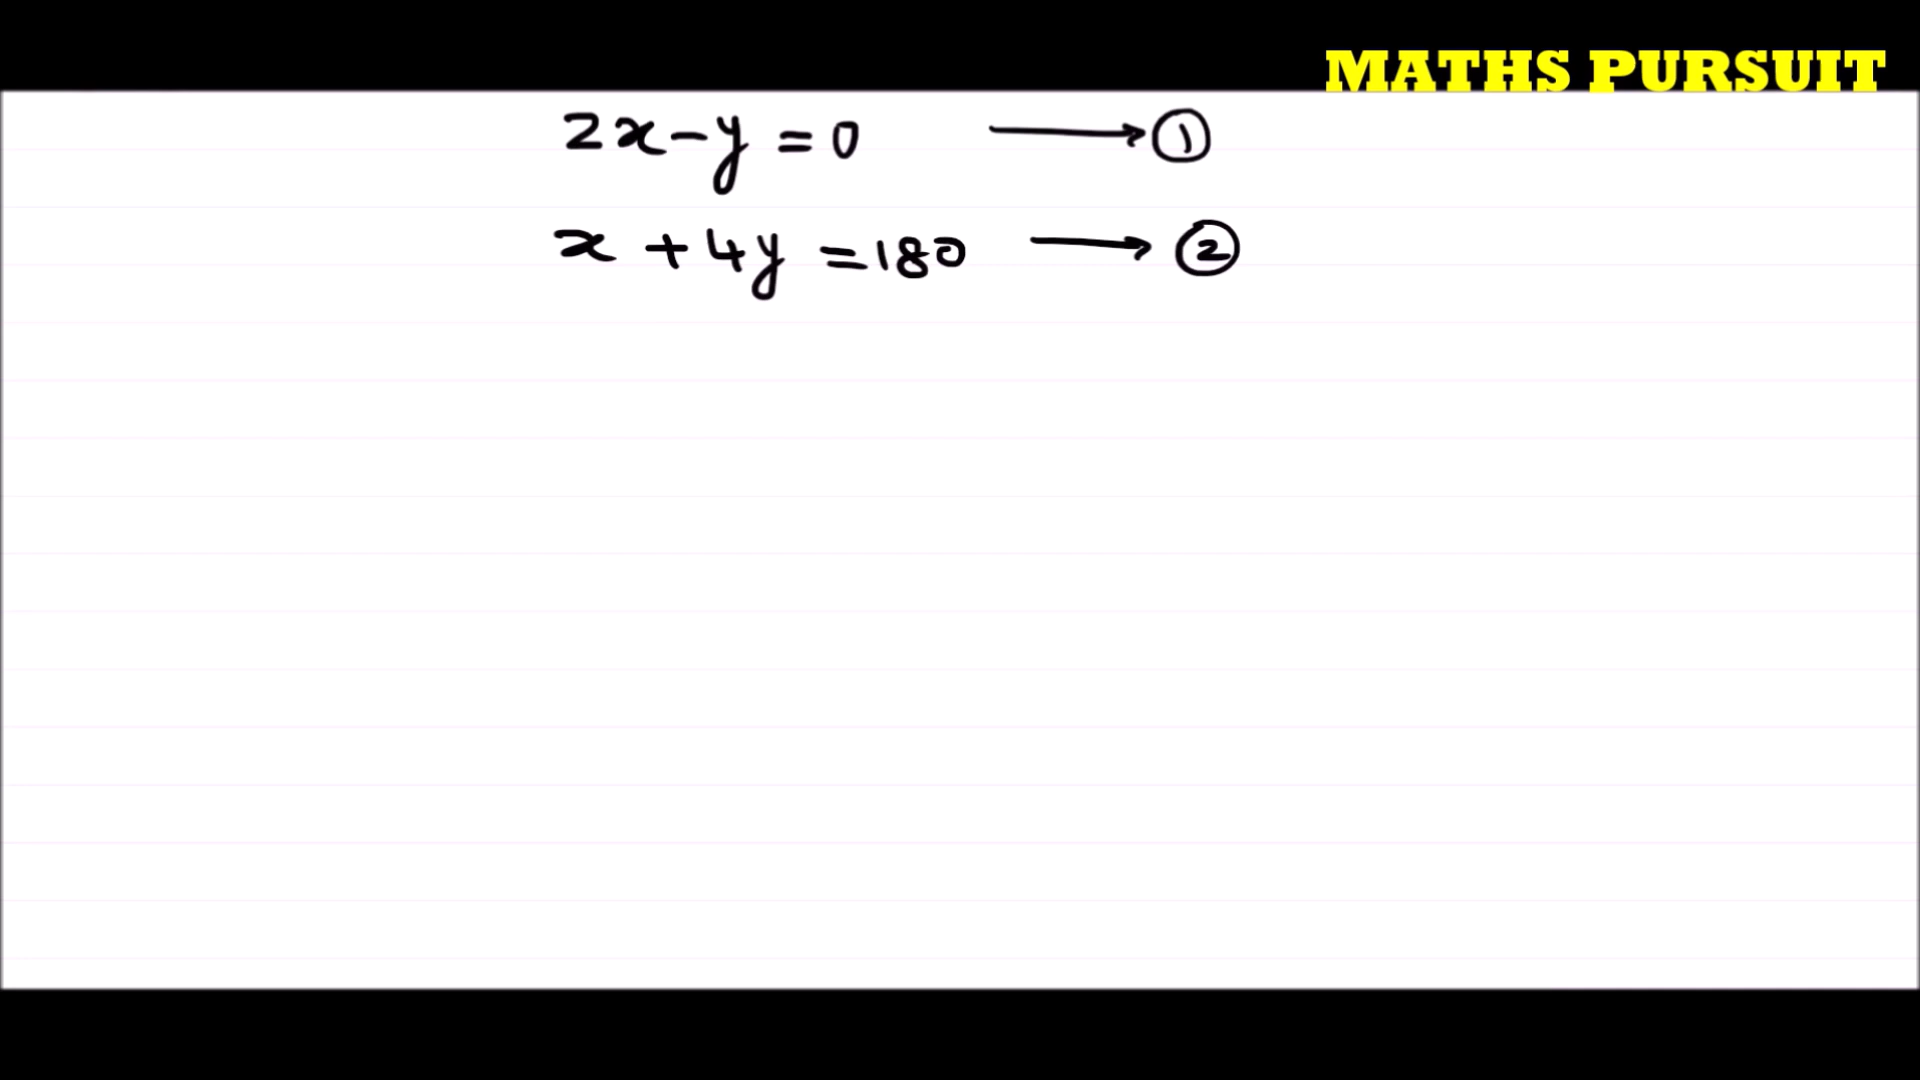 MATHS PURSUIT
2x - y = 0 ⟶ ①
x + 4y = 180 ⟶ ②